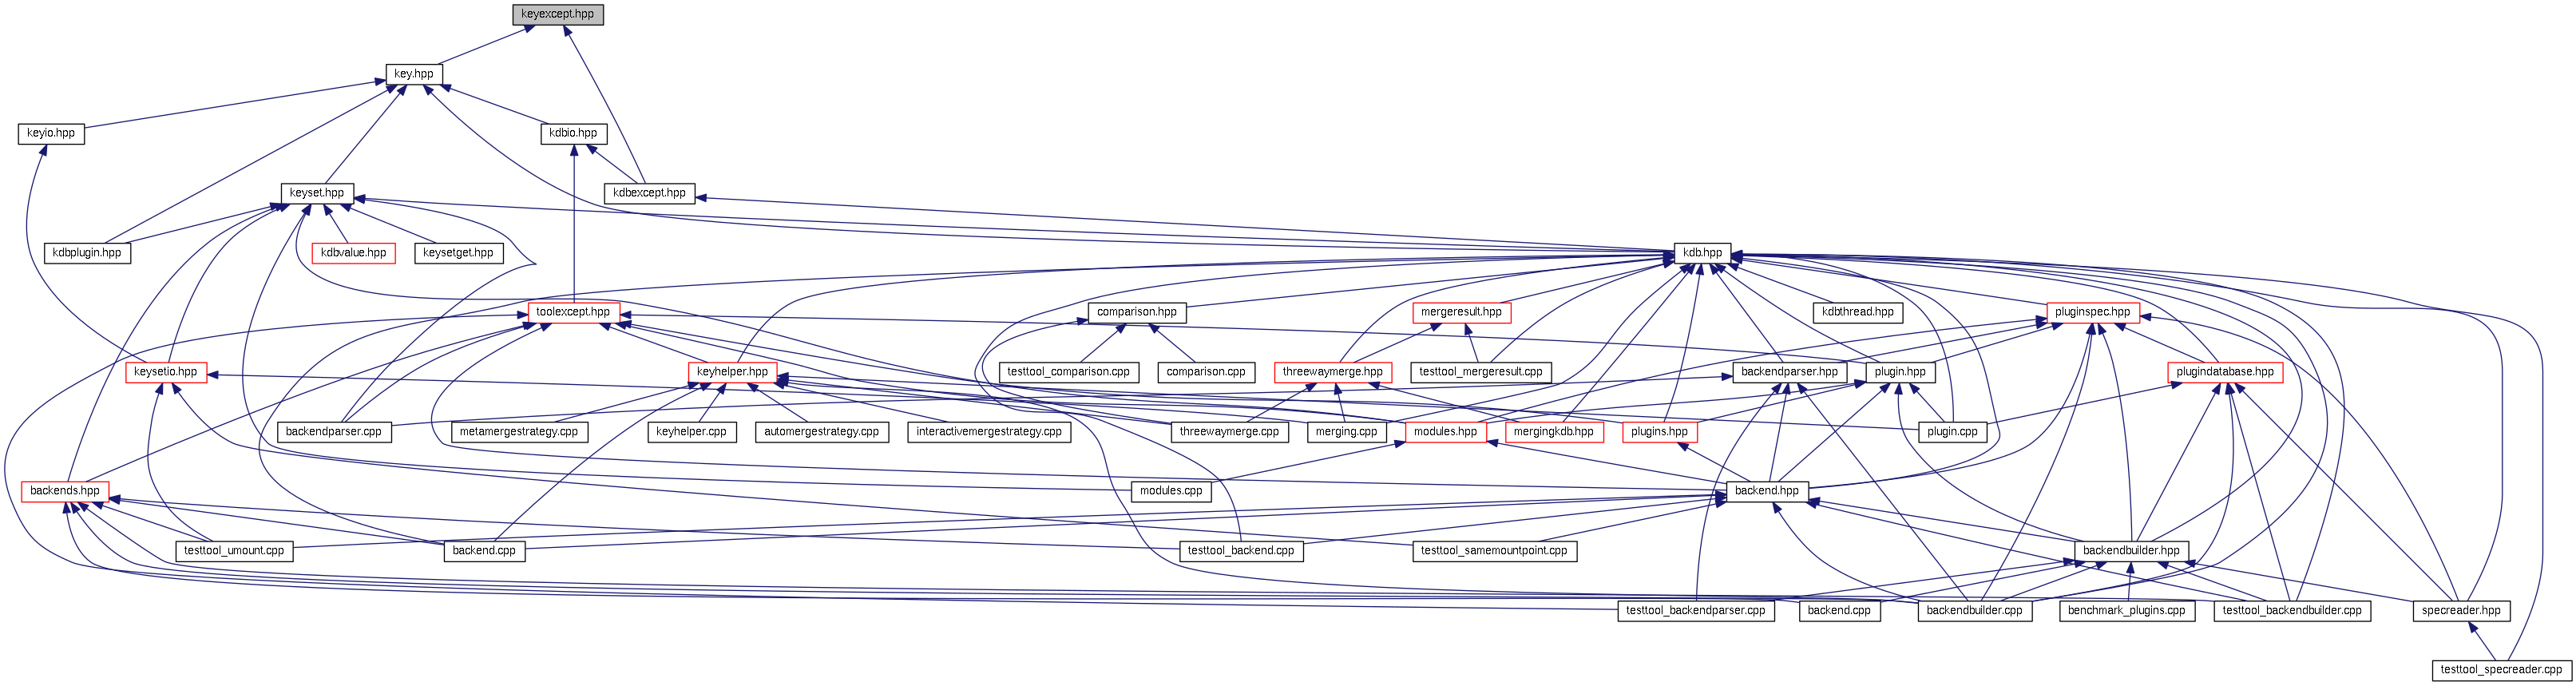 keyexcept.hpp
key.hpp
keyio.hpp
kdbio.hpp
keyset.hpp
kdbexcept.hpp
kdbplugin.hpp
kdbvalue.hpp
keysetget.hpp
kdb.hpp
toolexcept.hpp
comparison.hpp
mergeresult.hpp
kdbthread.hpp
pluginspec.hpp
keysetio.hpp
keyhelper.hpp
testtool_comparison.cpp
comparison.cpp
threewaymerge.hpp
testtool_mergeresult.cpp
backendparser.hpp
plugin.hpp
plugindatabase.hpp
backendparser.cpp
metamergestrategy.cpp
keyhelper.cpp
automergestrategy.cpp
interactivemergestrategy.cpp
threewaymerge.cpp
merging.cpp
modules.hpp
mergingkdb.hpp
plugins.hpp
plugin.cpp
backends.hpp
modules.cpp
backend.hpp
testtool_umount.cpp
backend.cpp
testtool_backend.cpp
testtool_samemountpoint.cpp
backendbuilder.hpp
testtool_backendparser.cpp
backend.cpp
backendbuilder.cpp
benchmark_plugins.cpp
testtool_backendbuilder.cpp
specreader.hpp
testtool_specreader.cpp